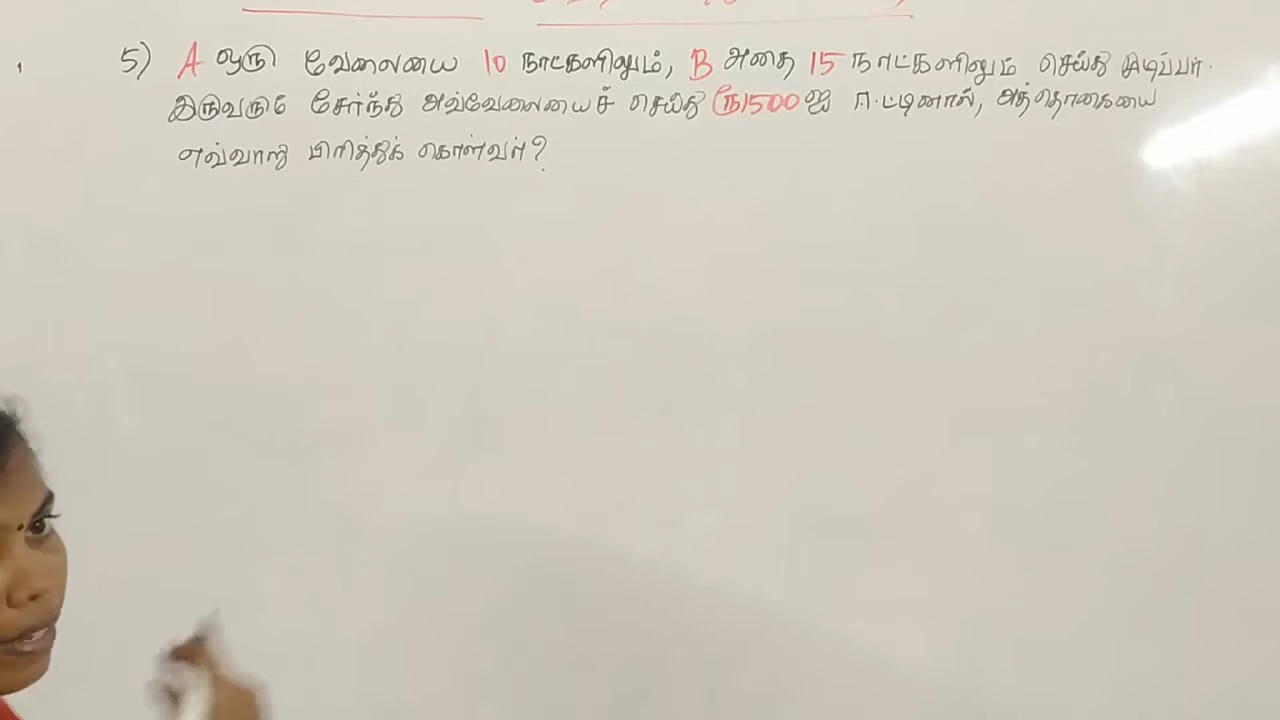 5) A ஒரு வேலையை 10 நாட்களிலும், B அதை 15 நாட்களிலும் செய்து முடிப்பர்.
இருவரும் சேர்ந்து அவ்வேலையைச் செய்து ரூ1500 ஐ ஈட்டினால், அத்தொகையை
எவ்வாறு பிரித்துக் கொள்வர்?